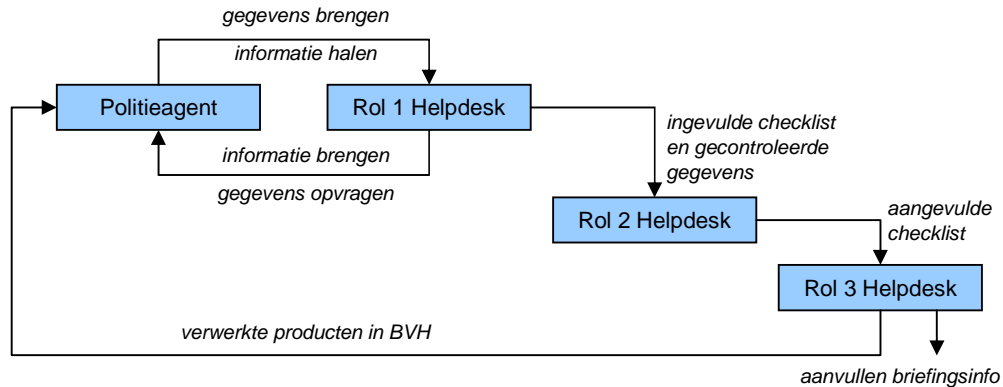 gegevens brengen
informatie halen
Politieagent
Rol 1 Helpdesk
informatie brengen
gegevens opvragen
ingevulde checklist
en gecontroleerde
gegevens
Rol 2 Helpdesk
aangevulde
checklist
Rol 3 Helpdesk
verwerkte producten in BVH
aanvullen briefingsinfo